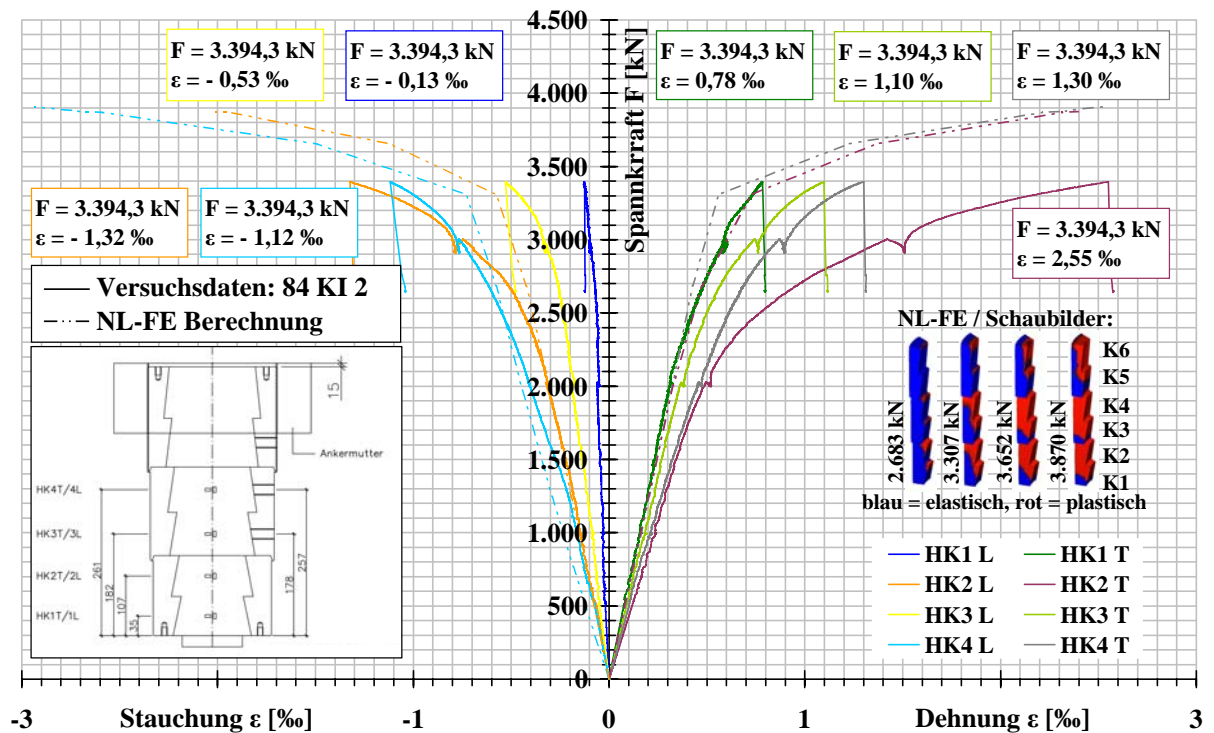 4.500
4.000
3.500
3.000
2.500
2.000
1.500
1.000
500
0
Spannkraft F [kN]
F = 3.394,3 kN
ε = - 0,53 ‰
F = 3.394,3 kN
ε = - 0,13 ‰
F = 3.394,3 kN
ε = 0,78 ‰
F = 3.394,3 kN
ε = 1,10 ‰
F = 3.394,3 kN
ε = 1,30 ‰
F = 3.394,3 kN
ε = - 1,32 ‰
F = 3.394,3 kN
ε = - 1,12 ‰
F = 3.394,3 kN
ε = 2,55 ‰
Versuchsdaten: 84 KI 2
NL-FE Berechnung
15
Ankermutter
HK4T/4L
HK3T/3L
HK2T/2L
HK1T/1L
261
182
107
35
178
257
NL-FE / Schaubilder:
2.683 kN
3.307 kN
3.652 kN
3.870 kN
K6
K5
K4
K3
K2
K1
blau = elastisch, rot = plastisch
HK1 L
HK1 T
HK2 L
HK2 T
HK3 L
HK3 T
HK4 L
HK4 T
-3
Stauchung ε [‰]
-1
0
1
Dehnung ε [‰]
3